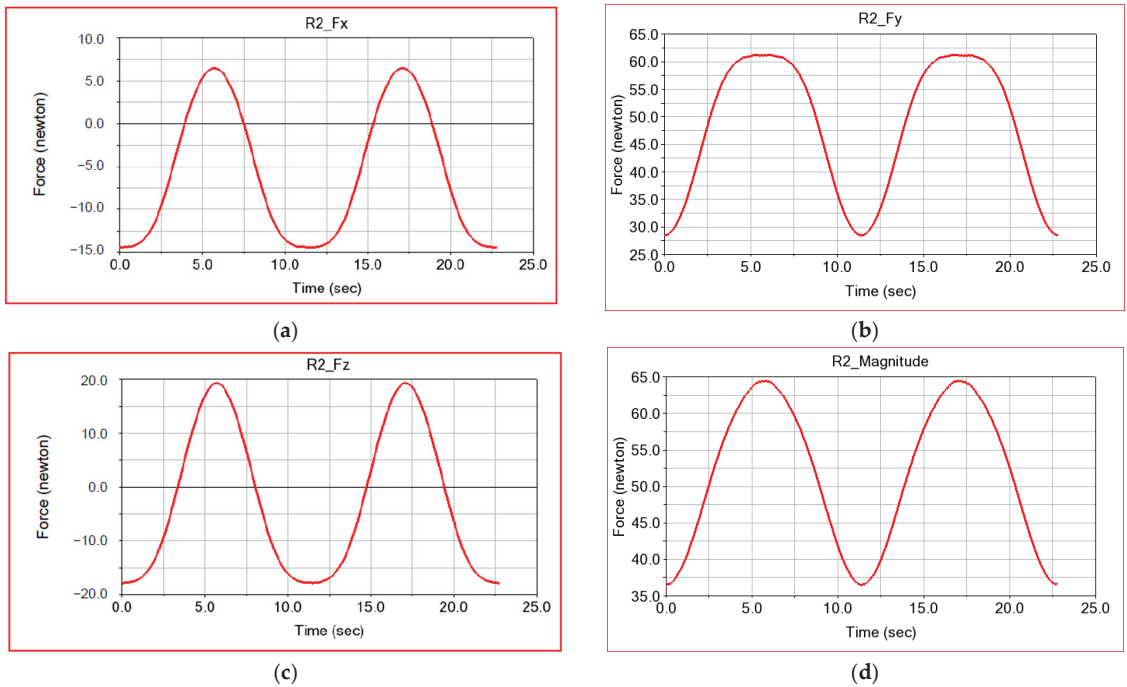 R2_Fx
Force (newton)
10.0
5.0
0.0
−5.0
−10.0
−15.0
0.0 5.0 10.0 15.0 20.0 25.0
Time (sec)
(a)
R2_Fy
Force (newton)
65.0
60.0
55.0
50.0
45.0
40.0
35.0
30.0
25.0
0.0 5.0 10.0 15.0 20.0 25.0
Time (sec)
(b)
R2_Fz
Force (newton)
20.0
10.0
0.0
−10.0
−20.0
0.0 5.0 10.0 15.0 20.0 25.0
Time (sec)
(c)
R2_Magnitude
Force (newton)
65.0
60.0
55.0
50.0
45.0
40.0
35.0
0.0 5.0 10.0 15.0 20.0 25.0
Time (sec)
(d)